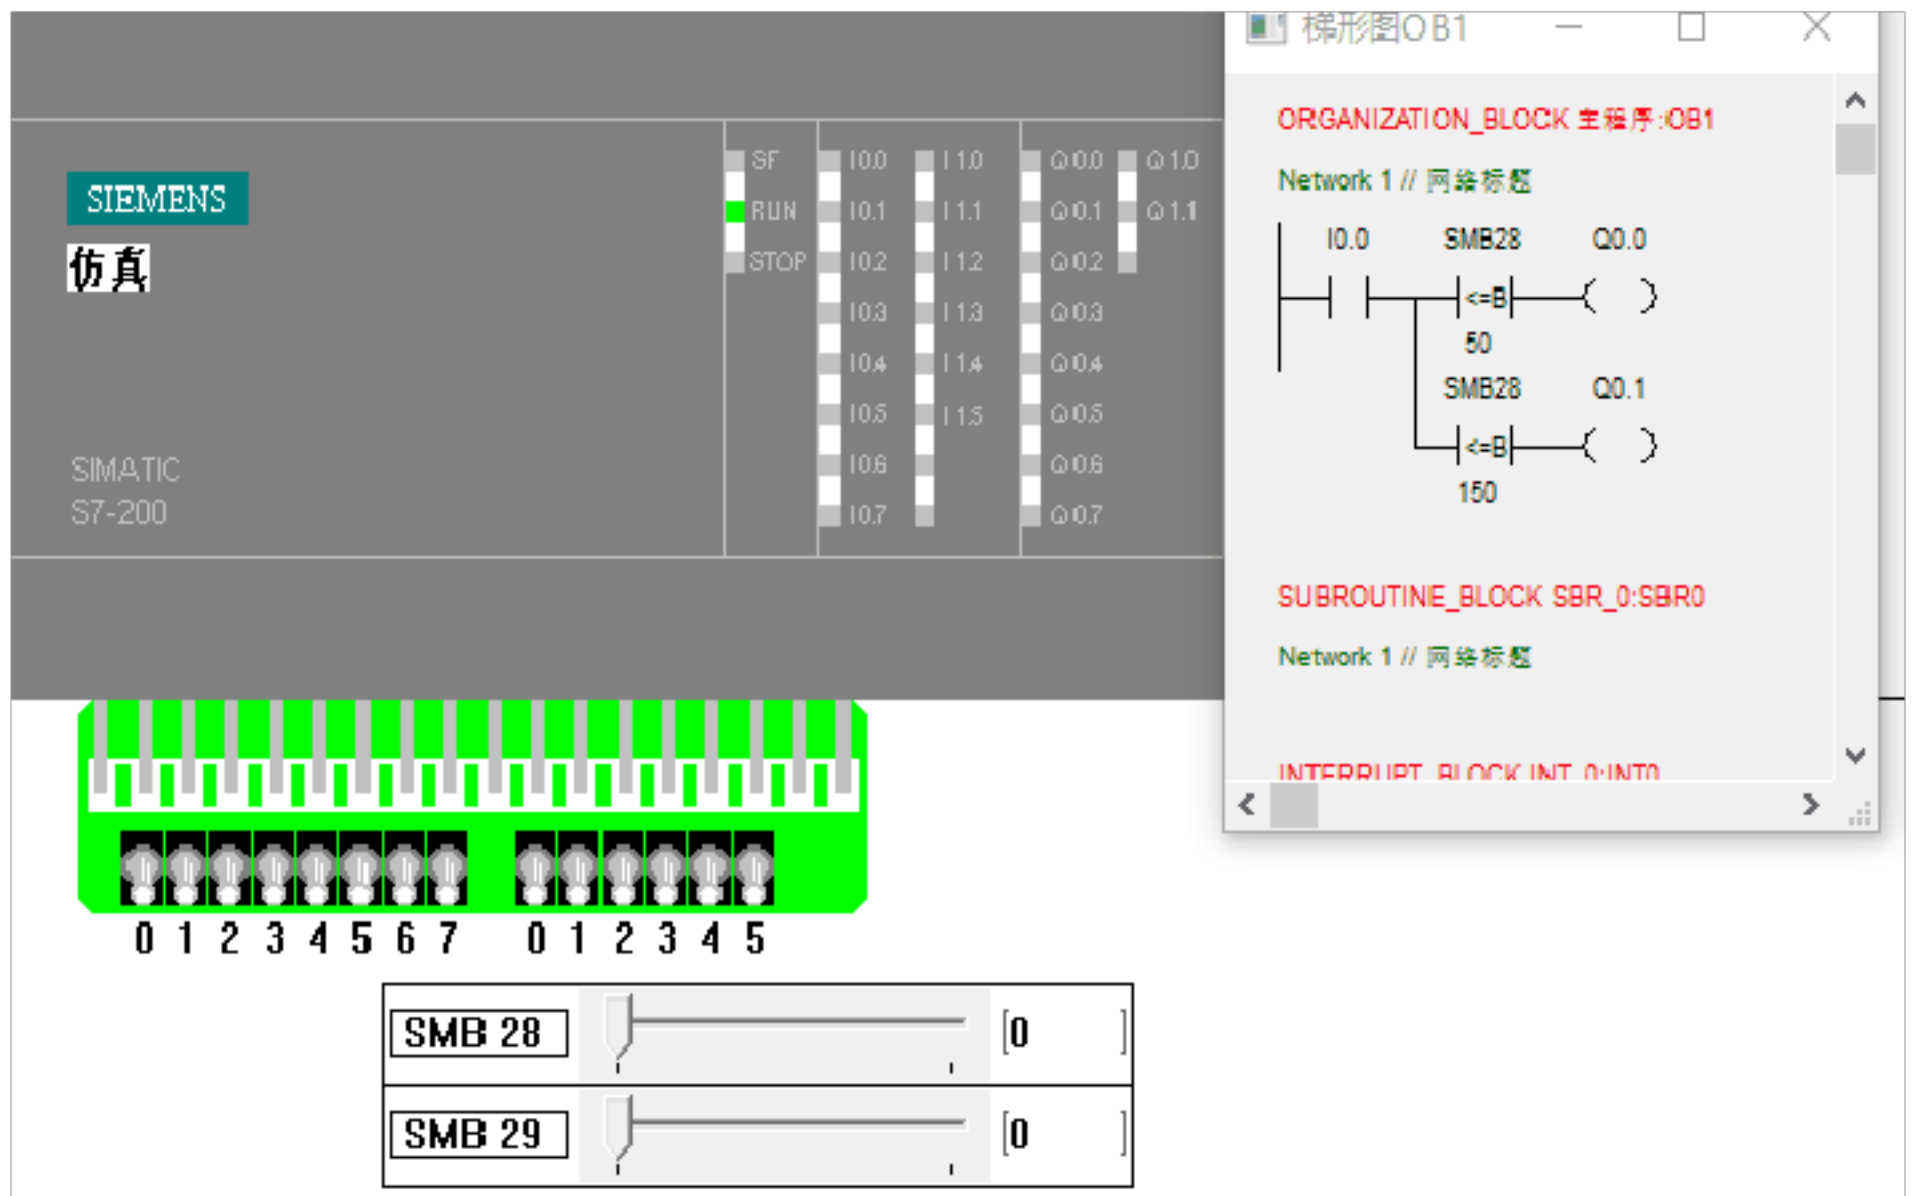 梯形图OB1
SIEMENS
仿真
SIMATIC
S7-200
SF
RUN
STOP
I0.0
I0.1
I0.2
I0.3
I0.4
I0.5
I0.6
I0.7
I1.0
I1.1
I1.2
I1.3
I1.4
I1.5
Q0.0
Q0.1
Q0.2
Q0.3
Q0.4
Q0.5
Q0.6
Q0.7
Q1.0
Q1.1
ORGANIZATION_BLOCK 主程序:OB1
Network 1 // 网络标题
I0.0 SMB28 Q0.0
<=B
50
SMB28 Q0.1
<=B
150
SUBROUTINE_BLOCK SBR_0:SBR0
Network 1 // 网络标题
INTERRUPT_BLOCK INT_0:INT0
0 1 2 3 4 5 6 7 0 1 2 3 4 5
SMB 28 [0 ]
SMB 29 [0 ]